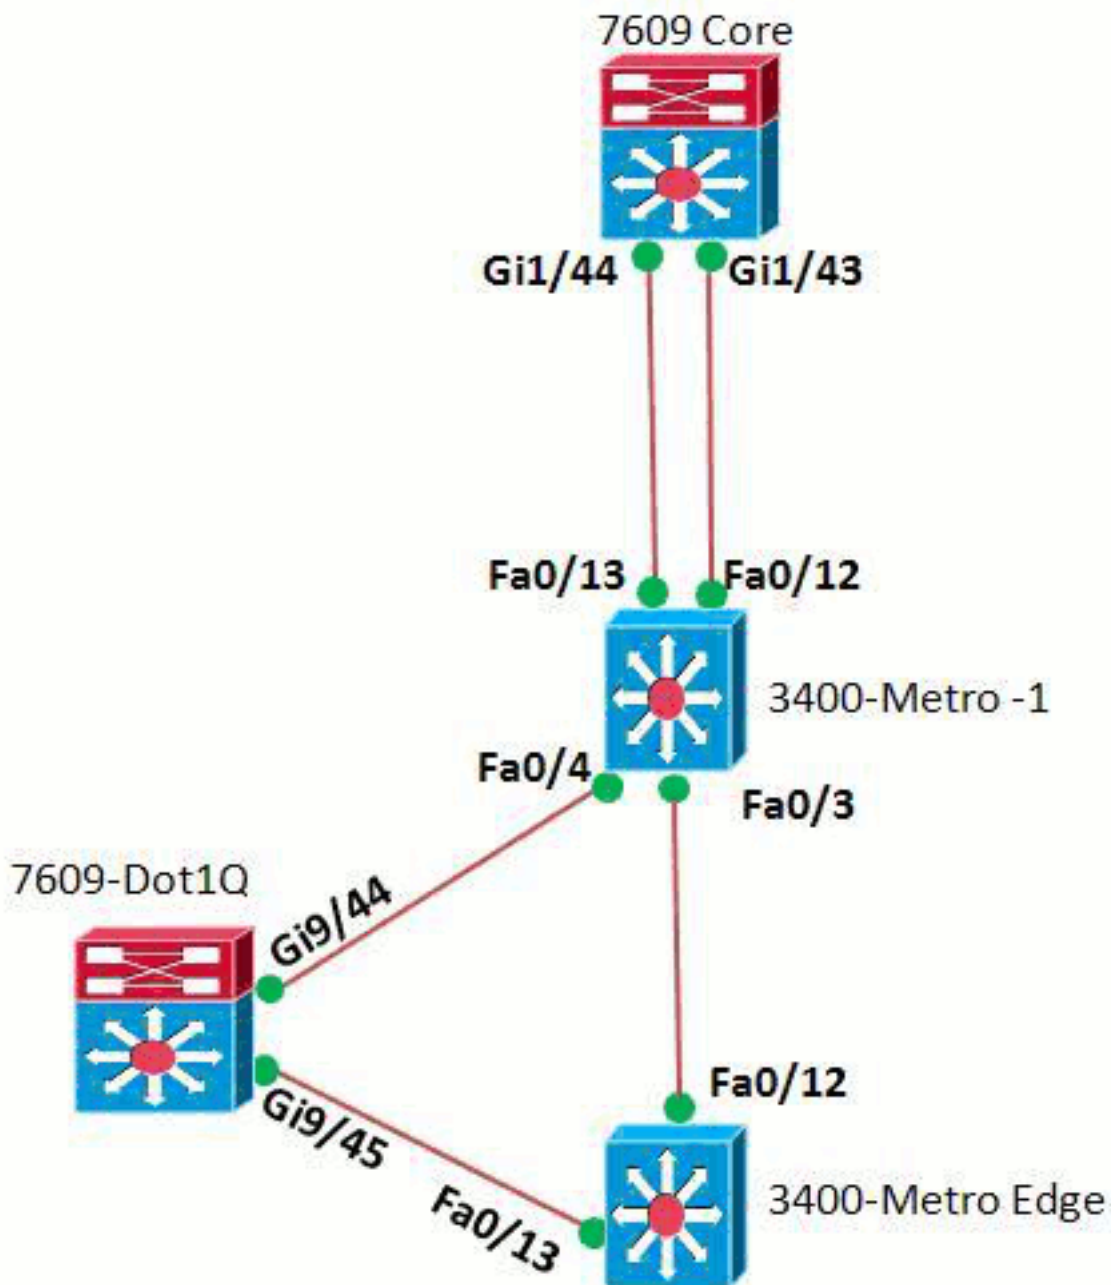 7609 Core
Gi1/44
Gi1/43
Fa0/13
Fa0/12
3400-Metro -1
Fa0/4
Fa0/3
7609-Dot1Q
Gi9/44
Gi9/45
Fa0/12
Fa0/13
3400-Metro Edge